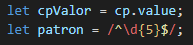 let cpValor = cp.value;
let patron = /^\d{5}$/;